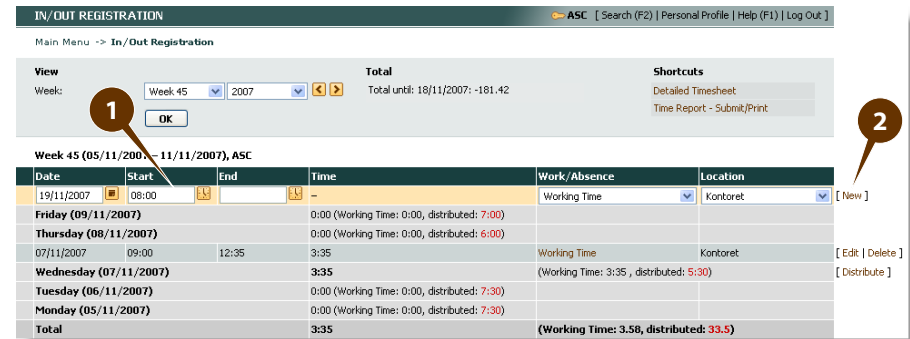 IN/OUT REGISTRATION ASC [ Search (F2) | Personal Profile | Help (F1) | Log Out ]
Main Menu -> In/Out Registration
View Total Shortcuts
Week: Week 45 2007 Total until: 18/11/2007: -181.42 Detailed Timesheet
Time Report - Submit/Print
OK
1
2
Week 45 (05/11/2007 – 11/11/2007), ASC
Date Start End Time Work/Absence Location
19/11/2007 08:00 – Working Time Kontoret [ New ]
Friday (09/11/2007) 0:00 (Working Time: 0:00, distributed: 7:00)
Thursday (08/11/2007) 0:00 (Working Time: 0:00, distributed: 6:00)
07/11/2007 09:00 12:35 3:35 Working Time Kontoret [ Edit | Delete ]
Wednesday (07/11/2007) 3:35 (Working Time: 3:35 , distributed: 5:30) [ Distribute ]
Tuesday (06/11/2007) 0:00 (Working Time: 0:00, distributed: 7:30)
Monday (05/11/2007) 0:00 (Working Time: 0:00, distributed: 7:30)
Total 3:35 (Working Time: 3.58, distributed: 33.5)